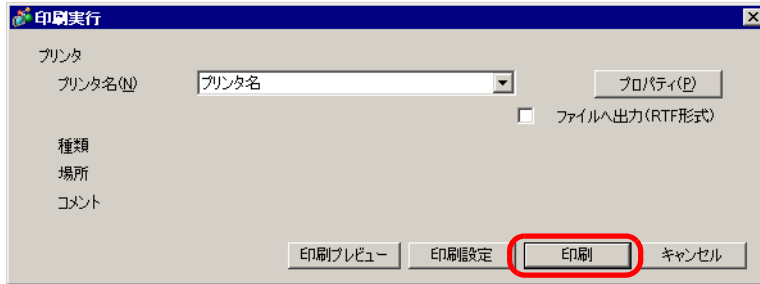 印刷実行
プリンタ
プリンタ名(N) プリンタ名 プロパティ(P)
ファイルへ出力(RTF形式)
種類
場所
コメント
印刷プレビュー 印刷設定 印刷 キャンセル